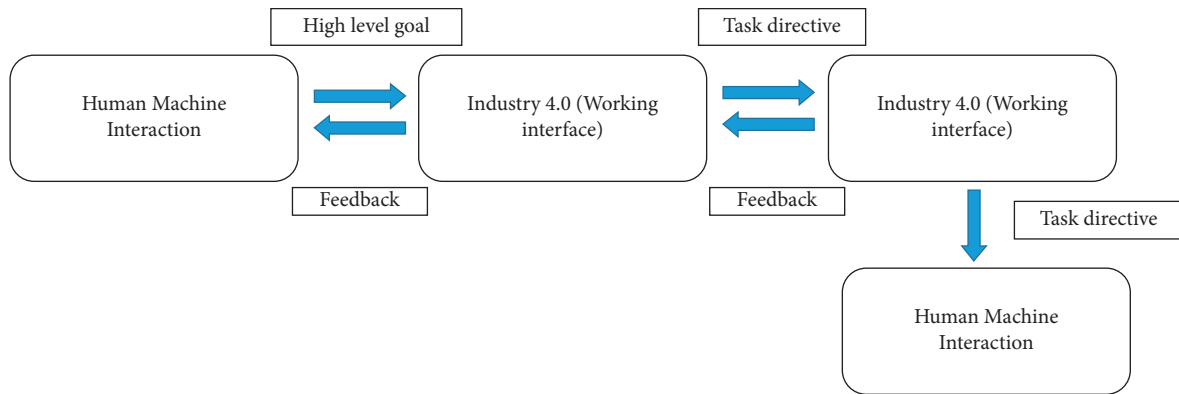 High level goal
Task directive
Human Machine
Interaction
Industry 4.0 (Working
interface)
Industry 4.0 (Working
interface)
Feedback
Feedback
Task directive
Human Machine
Interaction